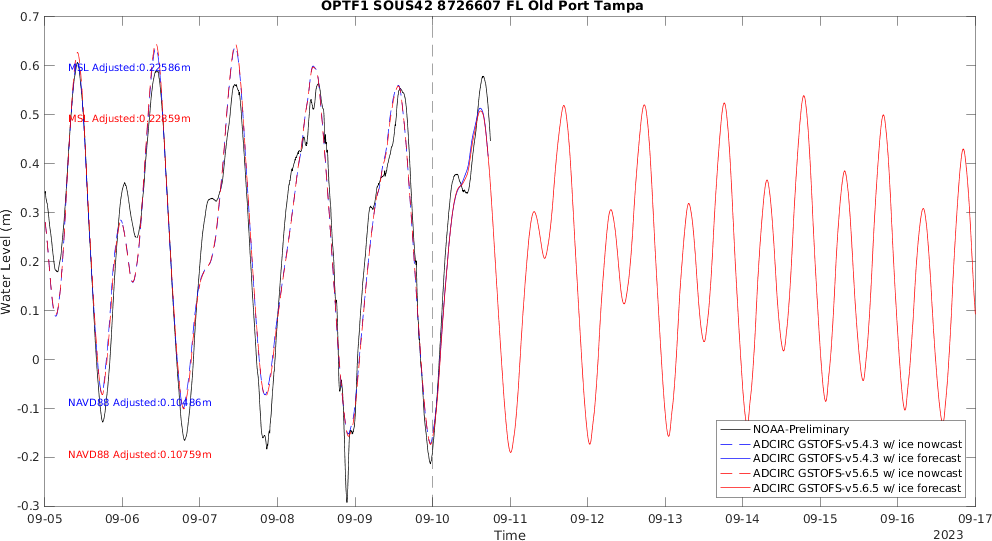 OPTF1 SOUS42 8726607 FL Old Port Tampa
0.7
0.6
0.5
0.4
0.3
0.2
0.1
0
-0.1
-0.2
-0.3
Water Level (m)
MSL Adjusted:0.22586m
MSL Adjusted:0.22859m
NAVD88 Adjusted:0.10486m
NAVD88 Adjusted:0.10759m
NOAA-Preliminary
ADCIRC GSTOFS-v5.4.3 w/ ice nowcast
ADCIRC GSTOFS-v5.4.3 w/ ice forecast
ADCIRC GSTOFS-v5.6.5 w/ ice nowcast
ADCIRC GSTOFS-v5.6.5 w/ ice forecast
09-05 09-06 09-07 09-08 09-09 09-10 09-11 09-12 09-13 09-14 09-15 09-16 09-17
Time
2023